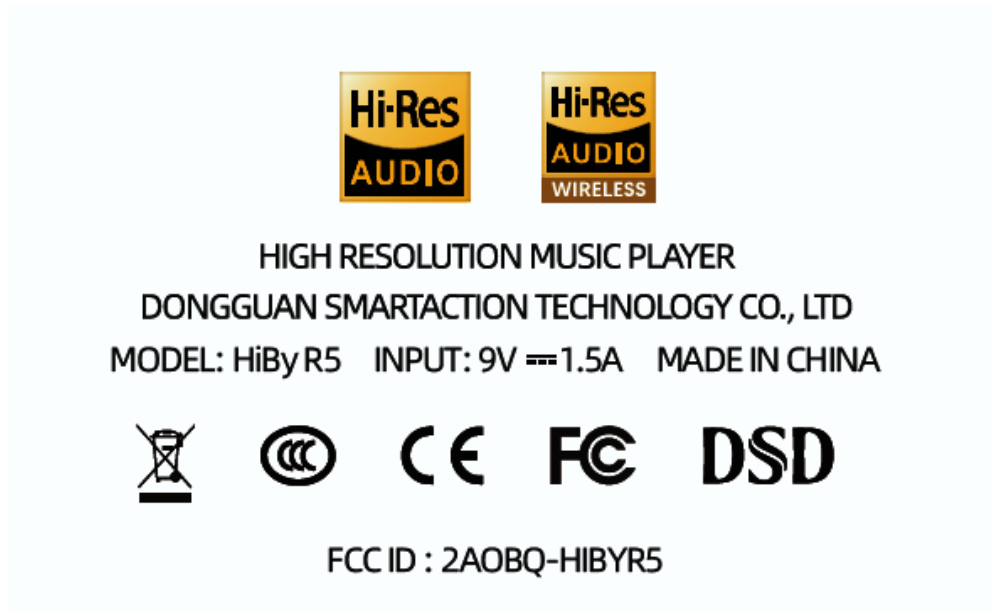 Hi-Res Hi-Res
AUDIO AUDIO
WIRELESS
HIGH RESOLUTION MUSIC PLAYER
DONGGUAN SMARTACTION TECHNOLOGY CO., LTD
MODEL: HiBy R5 INPUT: 9V ⎓1.5A MADE IN CHINA
CCC CE FC DSD
FCC ID : 2AOBQ-HIBYR5